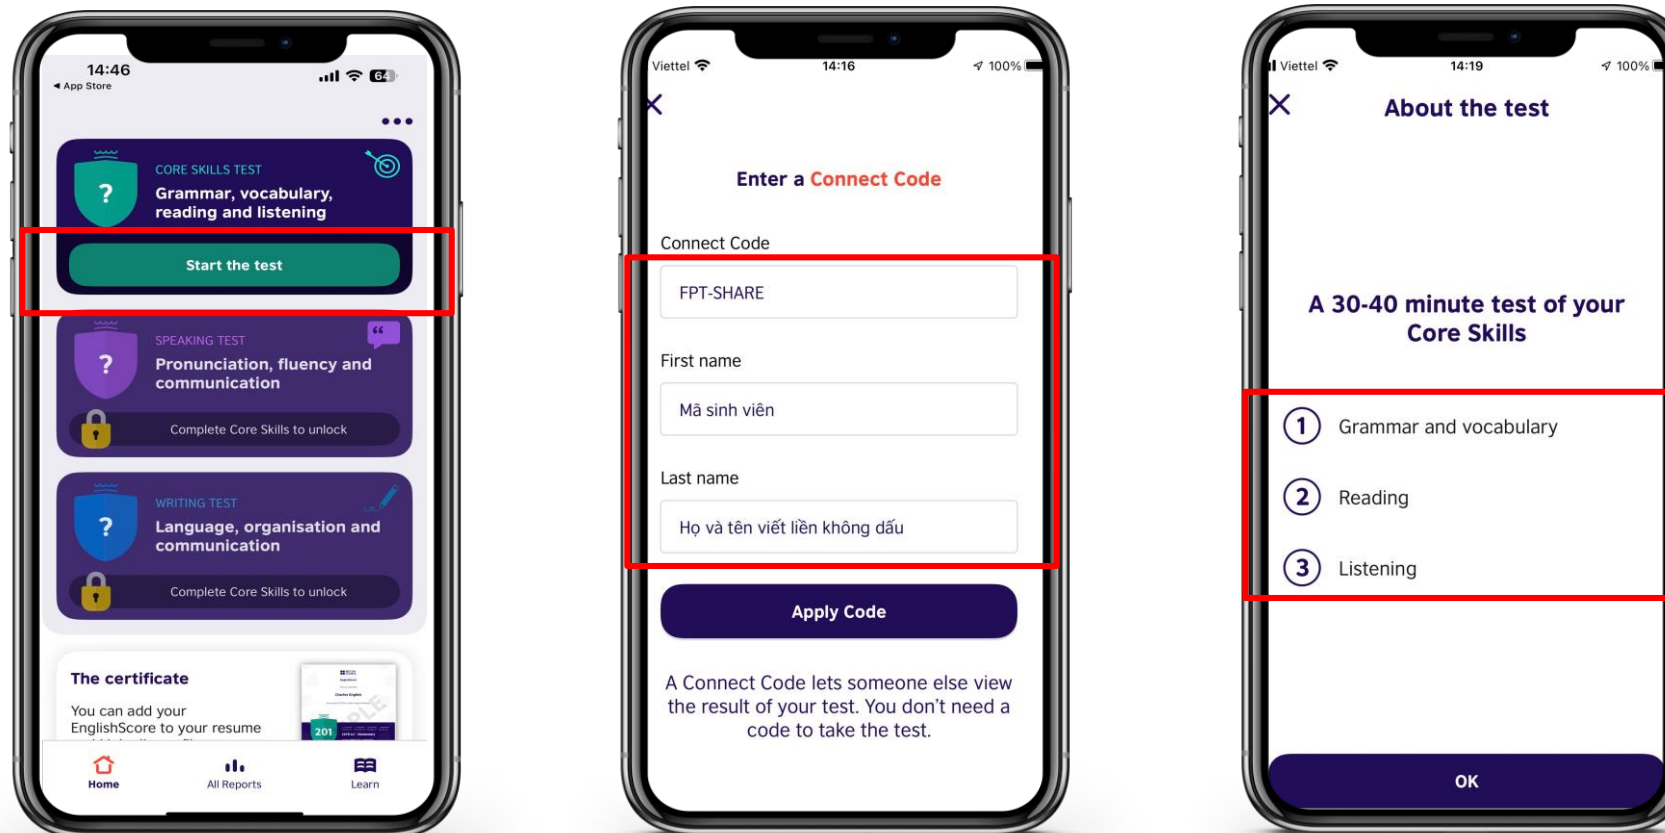 14:46
App Store
64
CORE SKILLS TEST
Grammar, vocabulary,
reading and listening
?
Start the test
SPEAKING TEST
Pronunciation, fluency and
communication
?
Complete Core Skills to unlock
WRITING TEST
Language, organisation and
communication
?
Complete Core Skills to unlock
The certificate
You can add your
EnglishScore to your resume
201
Home
All Reports
Learn
Viettel
14:16
100%
Enter a Connect Code
Connect Code
FPT-SHARE
First name
Mã sinh viên
Last name
Họ và tên viết liền không dấu
Apply Code
A Connect Code lets someone else view
the result of your test. You don't need a
code to take the test.
Viettel
14:19
100%
About the test
A 30-40 minute test of your
Core Skills
1 Grammar and vocabulary
2 Reading
3 Listening
OK